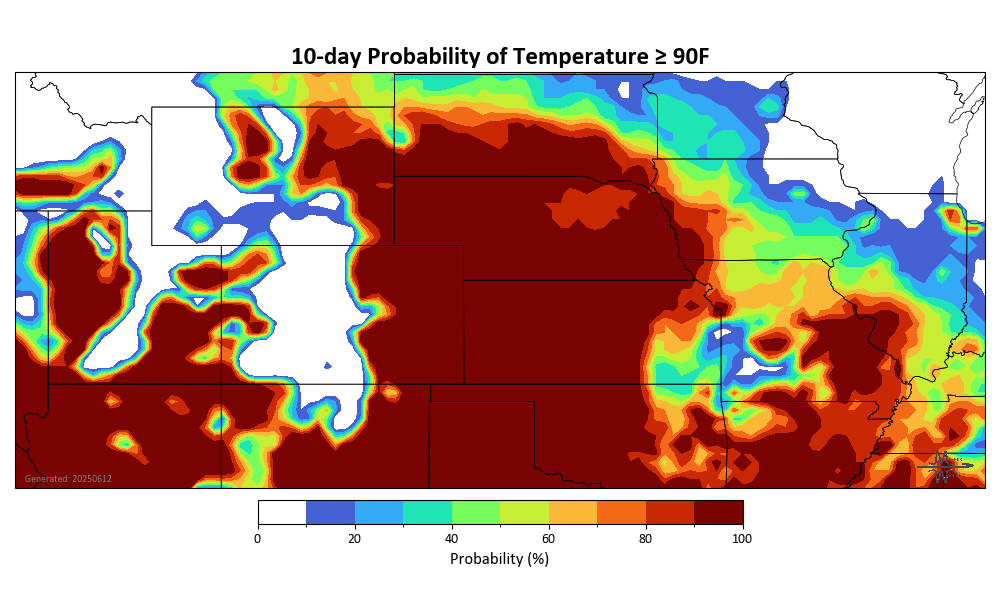 10-day Probability of Temperature ≥ 90F
Generated: 20250612
0 20 40 60 80 100
Probability (%)